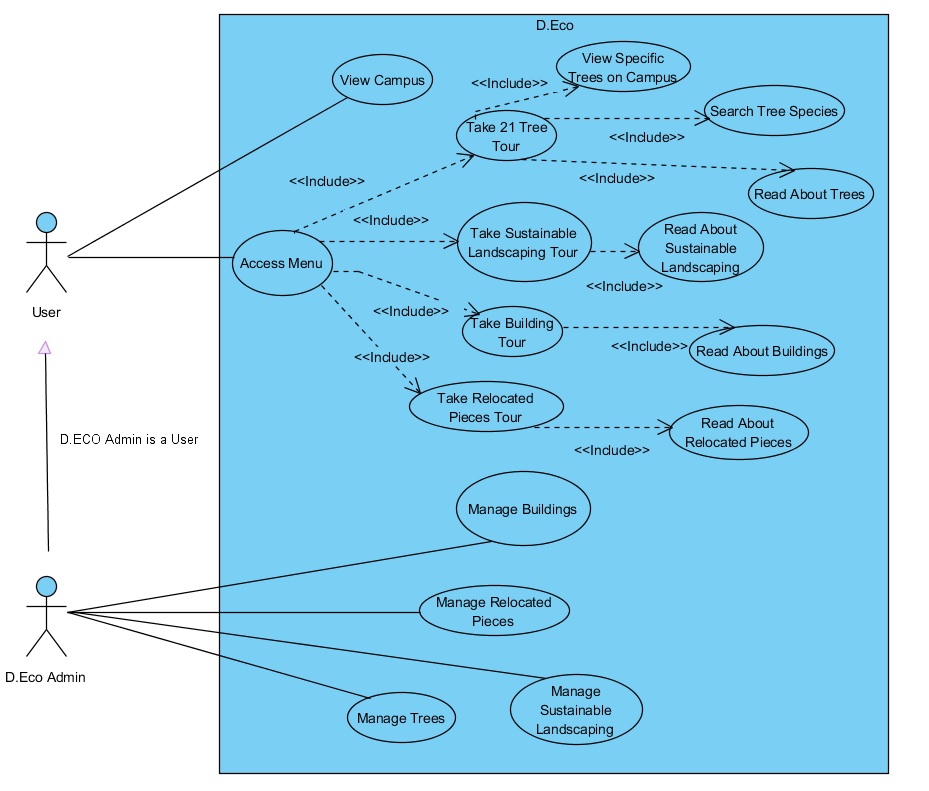 D.Eco
View Campus
View Specific
Trees on Campus
<<Include>>
Search Tree Species
Take 21 Tree
Tour
<<Include>>
<<Include>>
<<Include>>
Read About Trees
<<Include>>
Take Sustainable
Landscaping Tour
Read About
Sustainable
Landscaping
Access Menu
<<Include>>
User
<<Include>>
Take Building
Tour
<<Include>>
Read About Buildings
<<Include>>
Take Relocated
Pieces Tour
Read About
Relocated Pieces
<<Include>>
D.ECO Admin is a User
Manage Buildings
Manage Relocated
Pieces
D.Eco Admin
Manage Trees
Manage
Sustainable
Landscaping